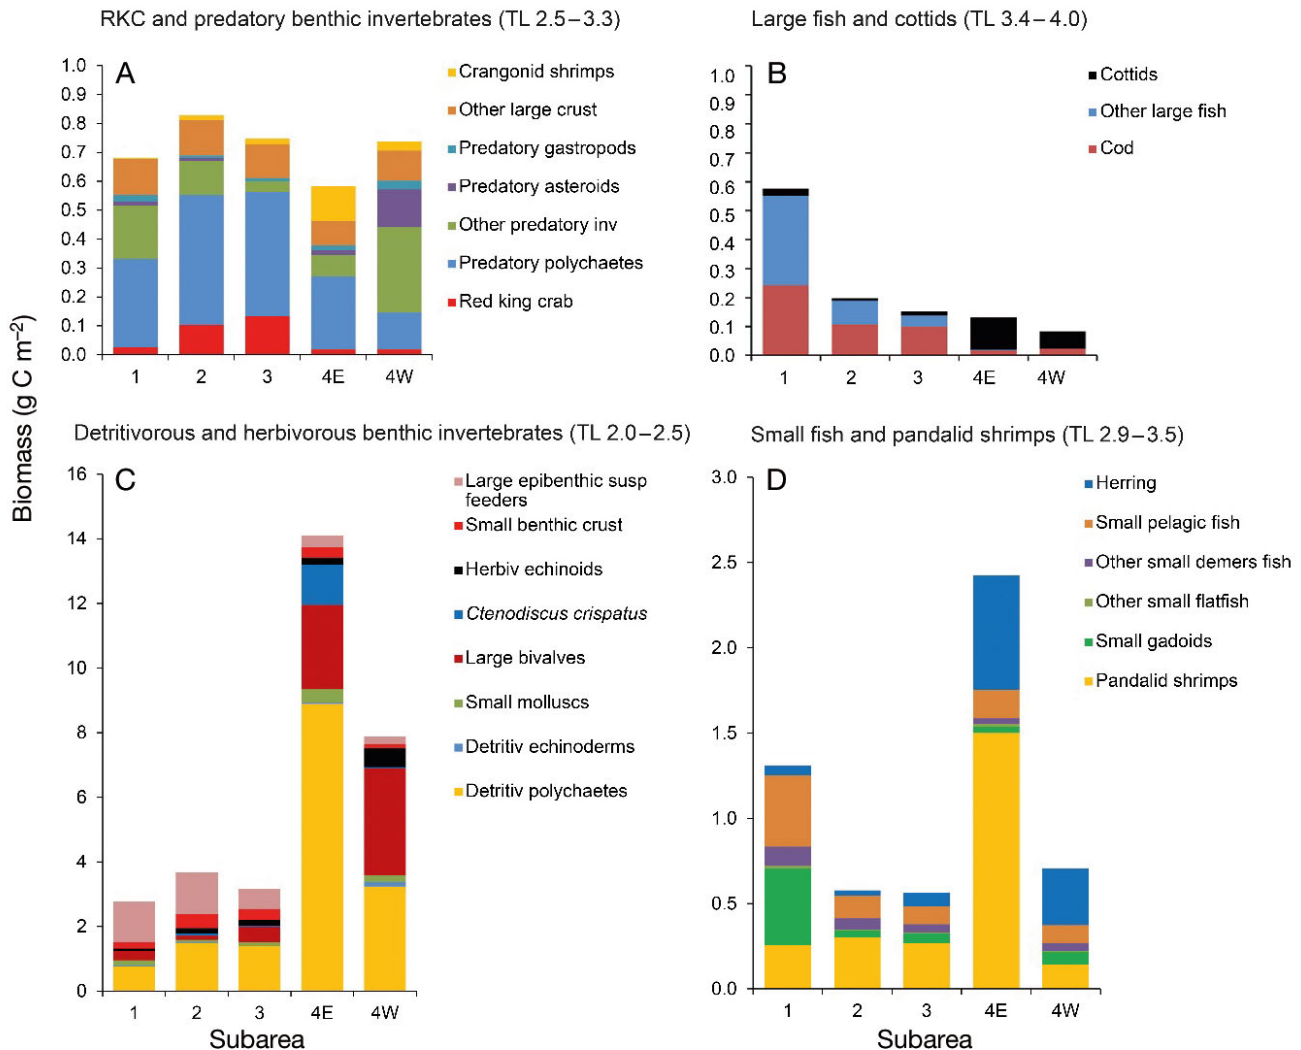 RKC and predatory benthic invertebrates (TL 2.5–3.3)
A
1.0
0.9
0.8
0.7
0.6
0.5
0.4
0.3
0.2
0.1
0.0
1 2 3 4E 4W
Crangonid shrimps
Other large crust
Predatory gastropods
Predatory asteroids
Other predatory inv
Predatory polychaetes
Red king crab
Large fish and cottids (TL 3.4–4.0)
B
1.0
0.9
0.8
0.7
0.6
0.5
0.4
0.3
0.2
0.1
0.0
1 2 3 4E 4W
Cottids
Other large fish
Cod
Biomass (g C m–2)
Detritivorous and herbivorous benthic invertebrates (TL 2.0–2.5)
C
16
14
12
10
8
6
4
2
0
1 2 3 4E 4W
Subarea
Large epibenthic susp
feeders
Small benthic crust
Herbiv echinoids
Ctenodiscus crispatus
Large bivalves
Small molluscs
Detritiv echinoderms
Detritiv polychaetes
Small fish and pandalid shrimps (TL 2.9–3.5)
D
3.0
2.5
2.0
1.5
1.0
0.5
0.0
1 2 3 4E 4W
Subarea
Herring
Small pelagic fish
Other small demers fish
Other small flatfish
Small gadoids
Pandalid shrimps